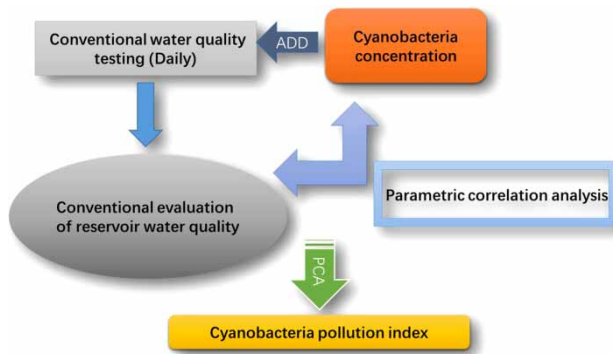 Conventional water quality
testing (Daily)
ADD
Cyanobacteria
concentration
Conventional evaluation
of reservoir water quality
Parametric correlation analysis
PCA
Cyanobacteria pollution index